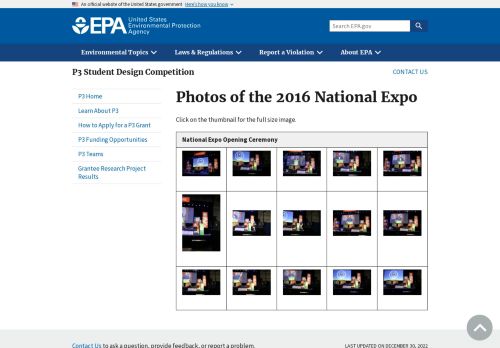 An official website of the United States government Here's how you know
EPA United States
Environmental Protection
Agency
Search EPA.gov
Environmental Topics Laws & Regulations Report a Violation About EPA
P3 Student Design Competition CONTACT US
P3 Home
Learn About P3
How to Apply for a P3 Grant
P3 Funding Opportunities
P3 Teams
Grantee Research Project
Results
Photos of the 2016 National Expo
Click on the thumbnail for the full size image.
National Expo Opening Ceremony
Contact Us to ask a question, provide feedback, or report a problem. LAST UPDATED ON DECEMBER 30, 2022